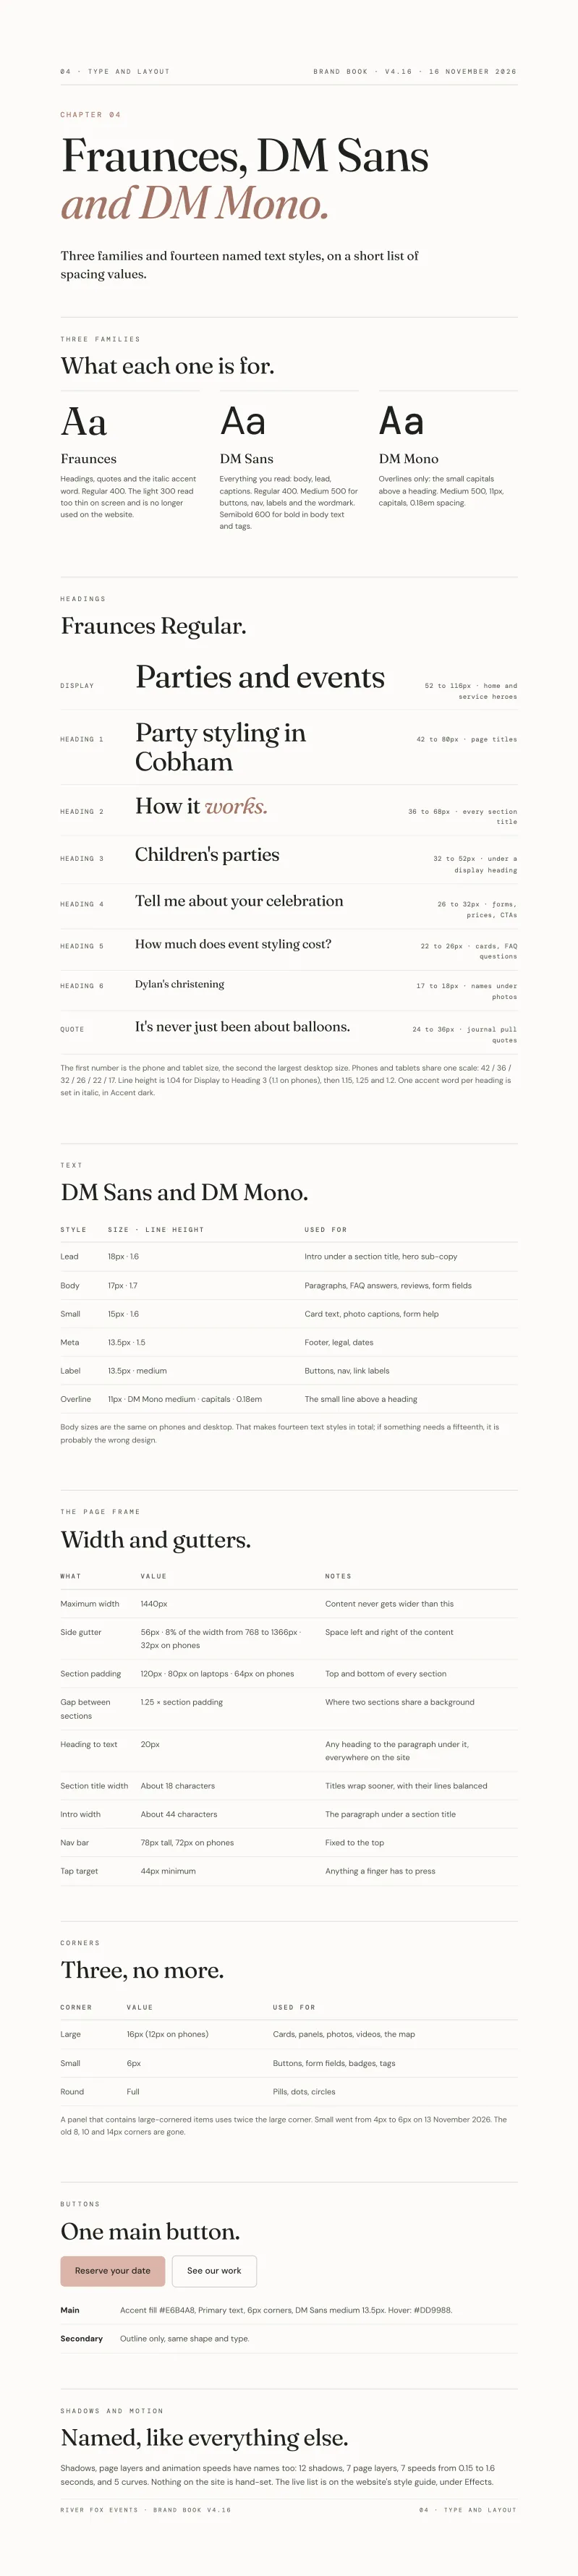 04 · TYPE AND LAYOUT
BRAND BOOK · V4.16 · 16 NOVEMBER 2026
CHAPTER 04
Fraunces, DM Sans
and DM Mono.
Three families and fourteen named text styles, on a short list of
spacing values.
THREE FAMILIES
What each one is for.
Aa
Fraunces
Headings, quotes and the italic accent
word. Regular 400. The light 300 read
too thin on screen and is no longer
used on the website.
Aa
DM Sans
Everything you read: body, lead,
captions. Regular 400. Medium 500 for
buttons, nav, labels and the wordmark.
Semibold 600 for bold in body text
and tags.
Aa
DM Mono
Overlines only: the small capitals
above a heading. Medium 500, 11px,
capitals, 0.18em spacing.
HEADINGS
Fraunces Regular.
DISPLAY
Parties and events
52 to 116px · home and
service heroes
HEADING 1
Party styling in
Cobham
42 to 80px · page titles
HEADING 2
How it works.
36 to 68px · every section
title
HEADING 3
Children's parties
32 to 52px · under a
display heading
HEADING 4
Tell me about your celebration
26 to 32px · forms,
prices, CTAs
HEADING 5
How much does event styling cost?
22 to 26px · cards, FAQ
questions
HEADING 6
Dylan's christening
17 to 18px · names under
photos
QUOTE
It's never just been about balloons.
24 to 36px · journal pull
quotes
The first number is the phone and tablet size, the second the largest desktop size. Phones and tablets share one scale: 42 / 36 /
32 / 26 / 22 / 17. Line height is 1.04 for Display to Heading 3 (1.1 on phones), then 1.15, 1.25 and 1.2. One accent word per heading is
set in italic, in Accent dark.
TEXT
DM Sans and DM Mono.
STYLE SIZE · LINE HEIGHT USED FOR
Lead 18px · 1.6 Intro under a section title, hero sub-copy
Body 17px · 1.7 Paragraphs, FAQ answers, reviews, form fields
Small 15px · 1.6 Card text, photo captions, form help
Meta 13.5px · 1.5 Footer, legal, dates
Label 13.5px · medium Buttons, nav, link labels
Overline 11px · DM Mono medium · capitals · 0.18em The small line above a heading
Body sizes are the same on phones and desktop. That makes fourteen text styles in total; if something needs a fifteenth, it is
probably the wrong design.
THE PAGE FRAME
Width and gutters.
WHAT VALUE NOTES
Maximum width 1440px Content never gets wider than this
Side gutter 56px · 8% of the width from 768 to 1366px ·
32px on phones
Space left and right of the content
Section padding 120px · 80px on laptops · 64px on phones Top and bottom of every section
Gap between
sections
1.25 × section padding Where two sections share a background
Heading to text 20px Any heading to the paragraph under it,
everywhere on the site
Section title width About 18 characters Titles wrap sooner, with their lines balanced
Intro width About 44 characters The paragraph under a section title
Nav bar 78px tall, 72px on phones Fixed to the top
Tap target 44px minimum Anything a finger has to press
CORNERS
Three, no more.
CORNER VALUE USED FOR
Large 16px (12px on phones) Cards, panels, photos, videos, the map
Small 6px Buttons, form fields, badges, tags
Round Full Pills, dots, circles
A panel that contains large-cornered items uses twice the large corner. Small went from 4px to 6px on 13 November 2026. The
old 8, 10 and 14px corners are gone.
BUTTONS
One main button.
Reserve your date
See our work
Main Accent fill #E6B4A8, Primary text, 6px corners, DM Sans medium 13.5px. Hover: #DD9988.
Secondary Outline only, same shape and type.
SHADOWS AND MOTION
Named, like everything else.
Shadows, page layers and animation speeds have names too: 12 shadows, 7 page layers, 7 speeds from 0.15 to 1.6
seconds, and 5 curves. Nothing on the site is hand-set. The live list is on the website's style guide, under Effects.
RIVER FOX EVENTS · BRAND BOOK V4.16
04 · TYPE AND LAYOUT